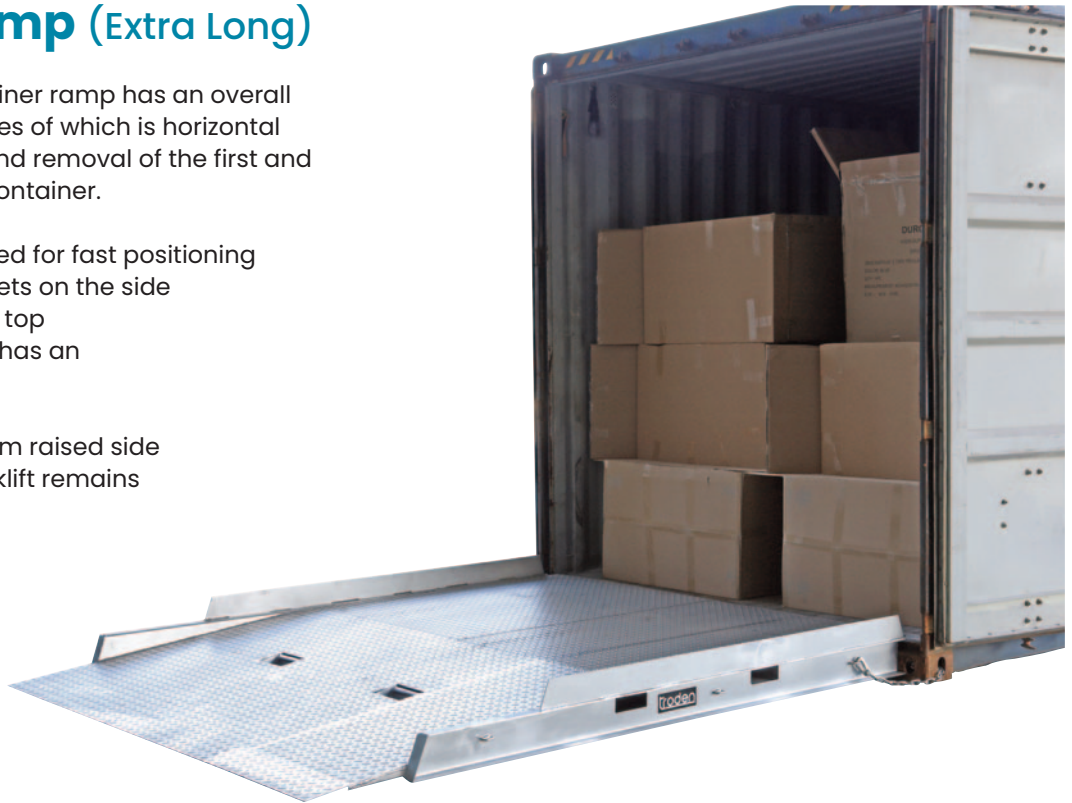 mp (Extra Long)
iner ramp has an overall
es of which is horizontal
nd removal of the first and
ontainer.
ed for fast positioning
ets on the side
top
has an
m raised side
klift remains
DURO
Troden